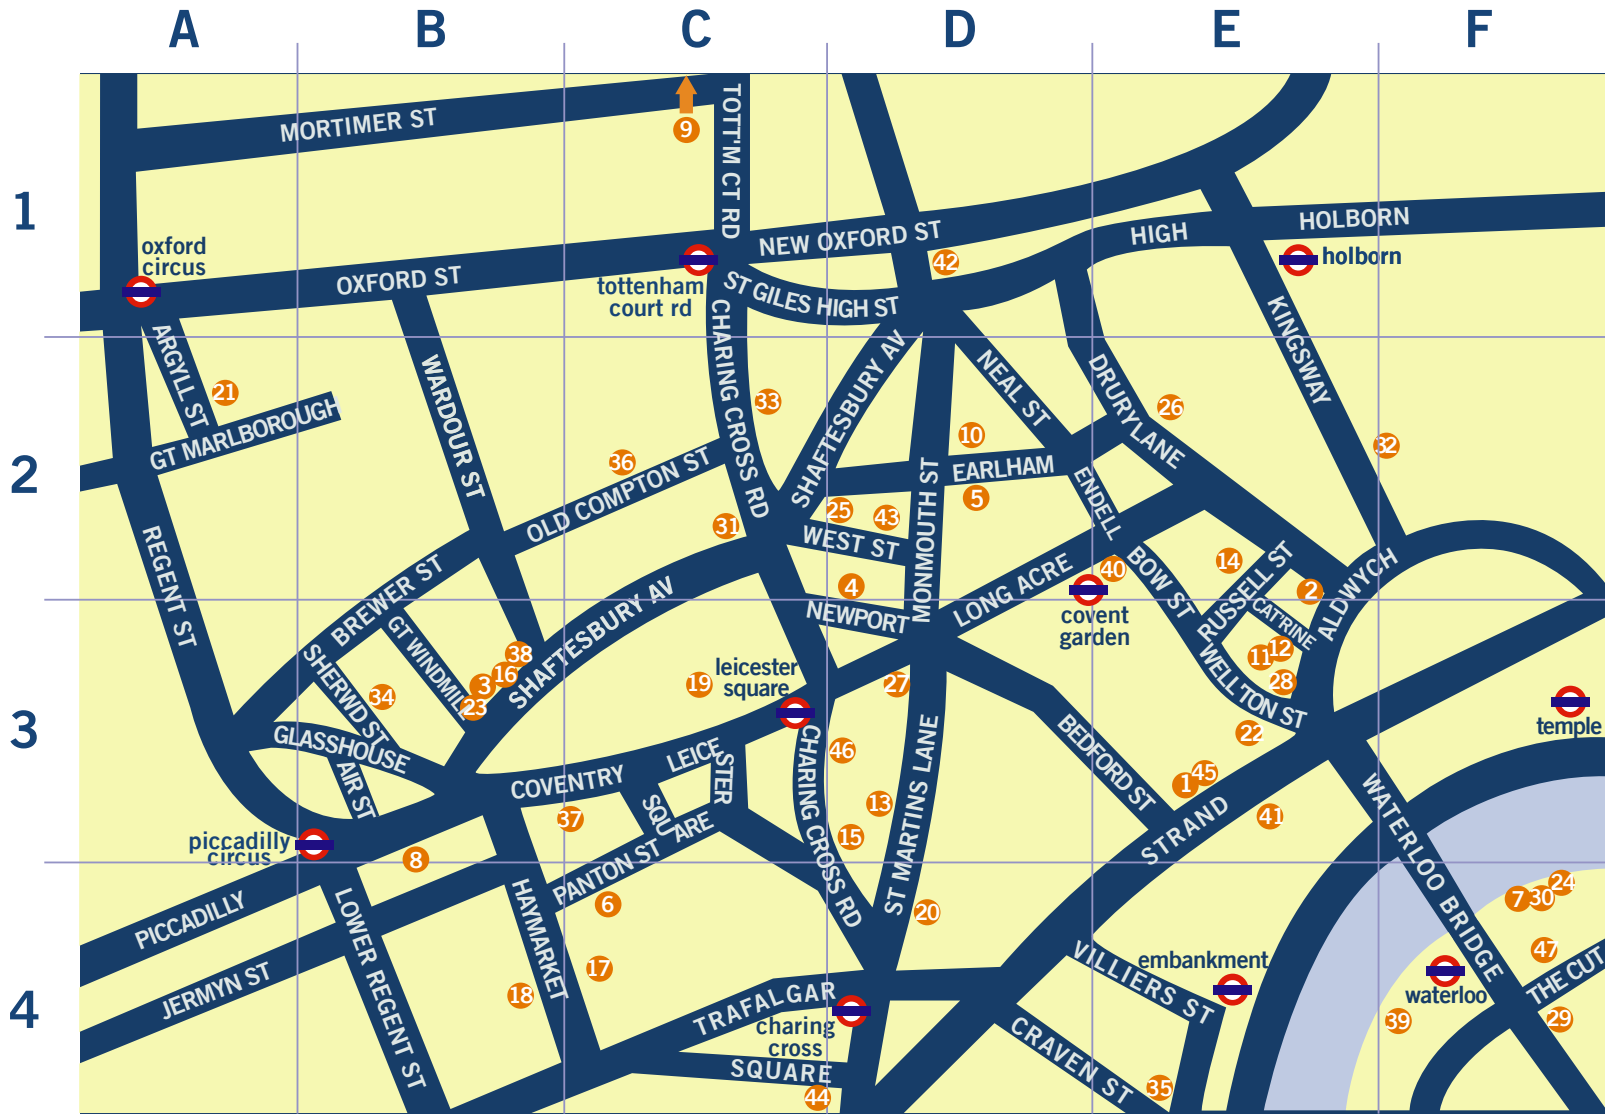 A B C D E F
1
2
3
4
MORTIMER ST
9
TOTT'M CT RD
oxford
circus
OXFORD ST
tottenham
court rd
NEW OXFORD ST
42
ST GILES HIGH ST
HIGH
HOLBORN
holborn
KINGSWAY
ARGYLL ST
21
GT MARLBOROUGH
WARDOUR ST
CHARING CROSS RD
33
SHAFTESBURY AV
NEAL ST
DRURY LANE
26
32
10
EARLHAM
5
36
OLD COMPTON ST
31
25
43
WEST ST
MONMOUTH ST
ENDELL
REGENT ST
BREWER ST
4
LONG ACRE
40
BOW ST
14
RUSSELL ST
2
ALDWYCH
CAT'RINE
NEWPORT
covent
garden
GT WINDMILL
SHERWD ST
34
38
16
3
23
SHAFTESBURY AV
19
leicester
square
27
11
12
28
WELL'TON ST
22
temple
GLASSHOUSE
AIR ST
COVENTRY
LEICESTER
SQUARE
CHARING CROSS RD
46
13
15
ST MARTINS LANE
BEDFORD ST
1
45
41
STRAND
WATERLOO BRIDGE
37
piccadilly
circus
8
PANTON ST
6
PICCADILLY
JERMYN ST
LOWER REGENT ST
HAYMARKET
17
18
20
VILLIERS ST
embankment
7
30
24
47
THE CUT
waterloo
39
29
TRAFALGAR
charing
cross
SQUARE
44
CRAVEN ST
35